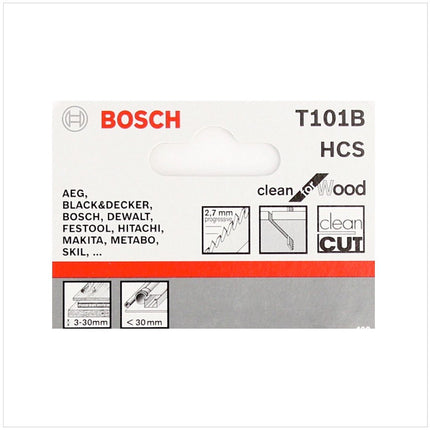 BOSCH
T101B
HCS
clean for Wood
AEG,
BLACK&DECKER,
BOSCH, DEWALT,
FESTOOL, HITACHI,
MAKITA, METABO,
SKIL, ...
2,7 mm
progressive
clean
CUT
3-30mm
< 30mm